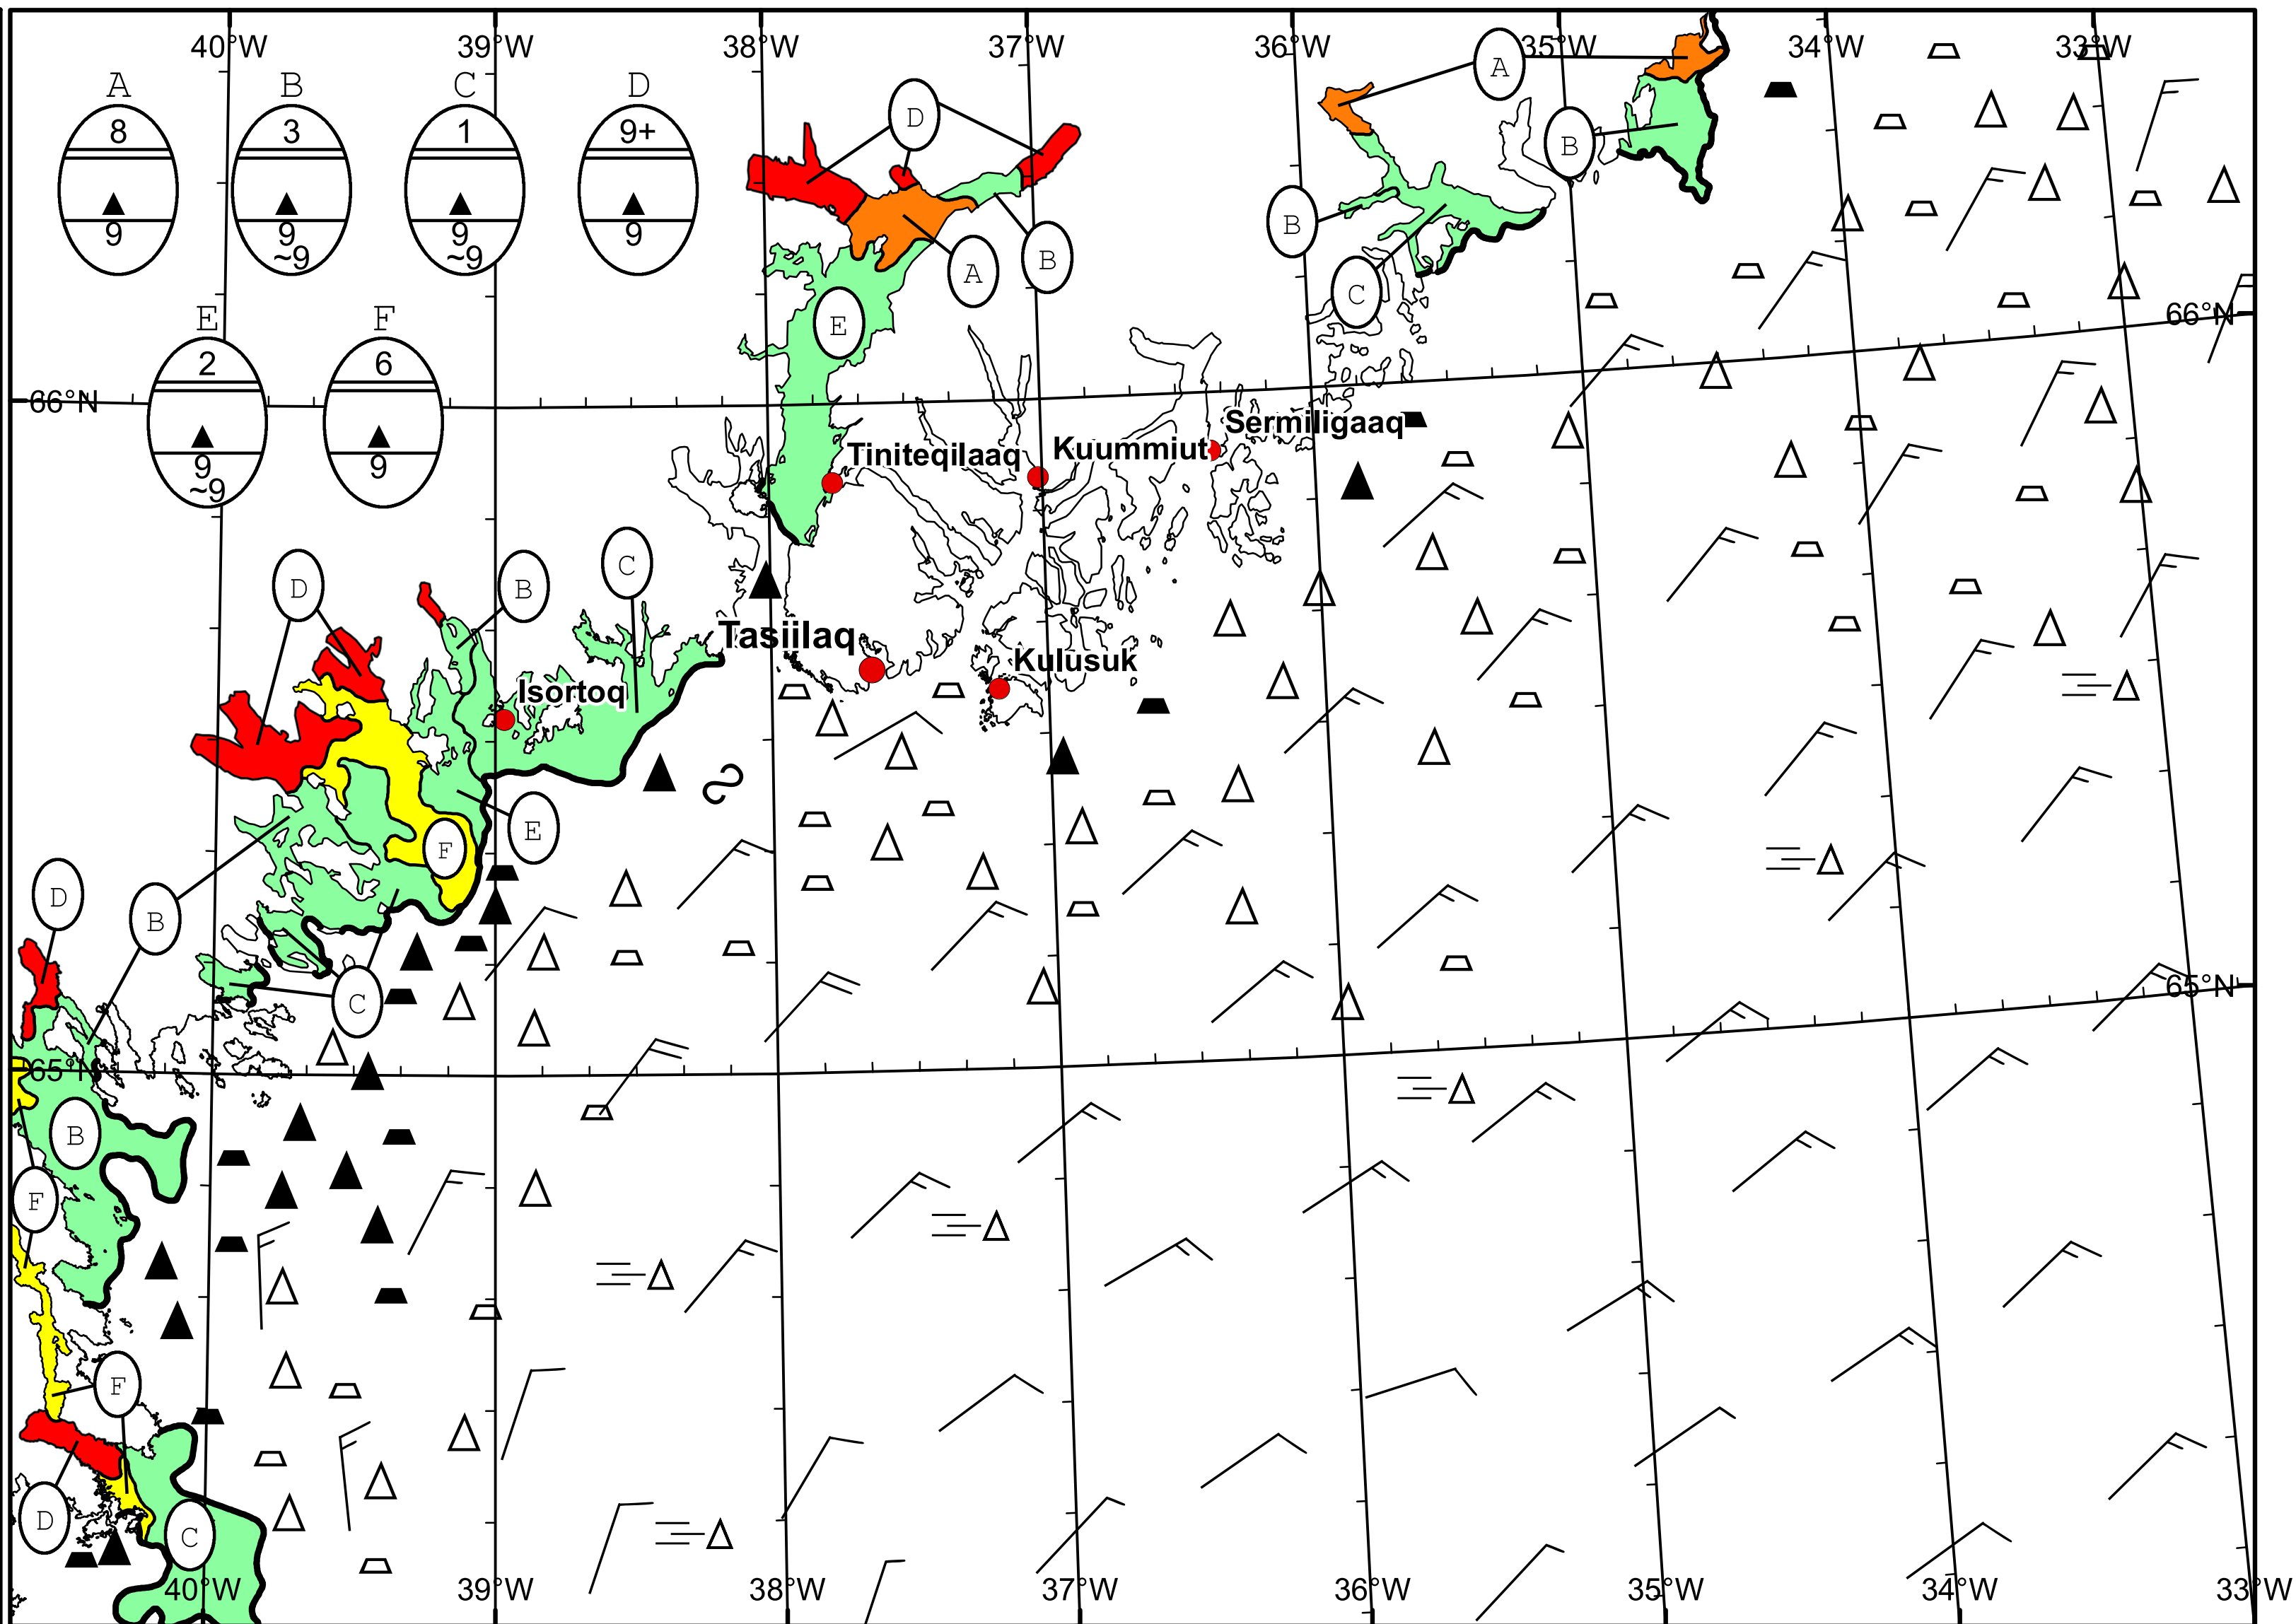 40°W 39°W 38°W 37°W 36°W 35°W 34°W 33°W
A B C D
8 3 1 9+
9 9 9 9
~9 ~9
E F
2 6
9 9
~9
D
A
B
B
A
B
C
E
66°N
66°N
Sermiligaaq
Tiniteqilaaq
Kuummiut
D
B
C
Tasiilaq
Kulusuk
Isortoq
E
F
D
B
C
65°N
65°N
B
F
F
D
C
40°W 39°W 38°W 37°W 36°W 35°W 34°W 33°W